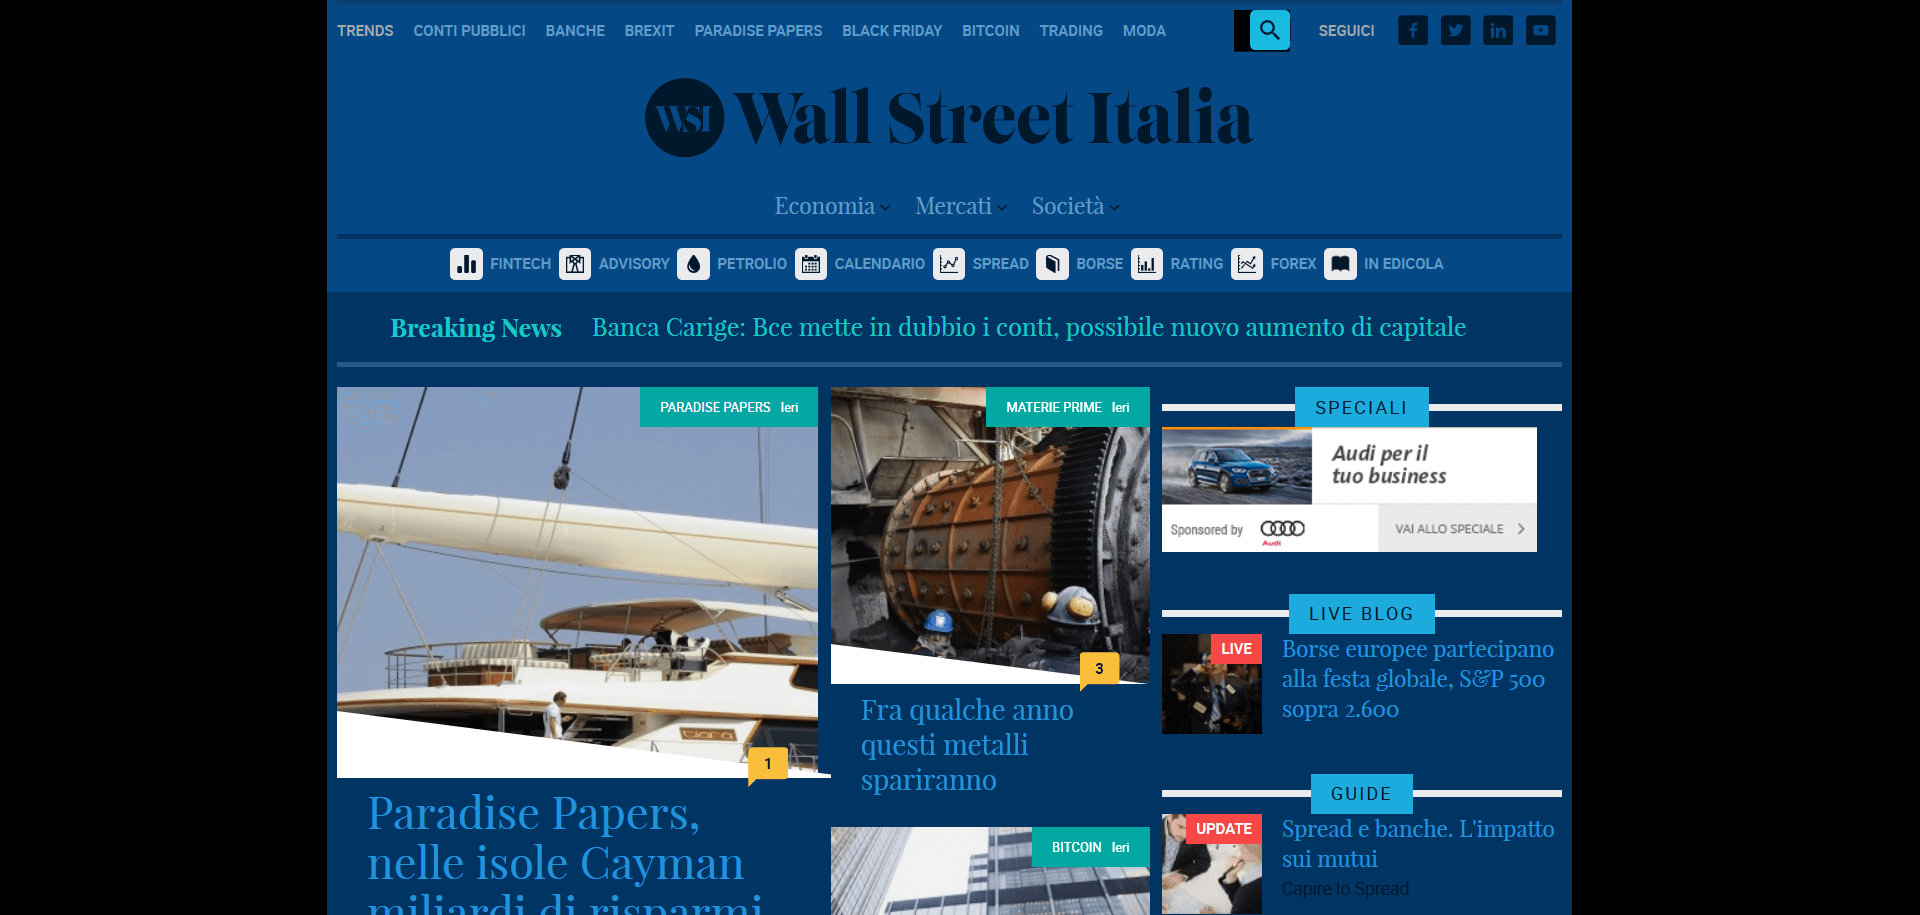 TRENDS CONTI PUBBLICI BANCHE BREXIT PARADISE PAPERS BLACK FRIDAY BITCOIN TRADING MODA SEGUICI
WSI Wall Street Italia
Economia Mercati Società
FINTECH ADVISORY PETROLIO CALENDARIO SPREAD BORSE RATING FOREX IN EDICOLA
Breaking News Banca Carige: Bce mette in dubbio i conti, possibile nuovo aumento di capitale
PARADISE PAPERS Ieri
1
Paradise Papers,
nelle isole Cayman
miliardi di risparmi
MATERIE PRIME Ieri
3
Fra qualche anno
questi metalli
spariranno
BITCOIN Ieri
SPECIALI
Audi per il
tuo business
Sponsored by
Audi
VAI ALLO SPECIALE
LIVE BLOG
LIVE
Borse europee partecipano
alla festa globale, S&P 500
sopra 2.600
GUIDE
UPDATE
Spread e banche. L'impatto
sui mutui
Capire lo Spread